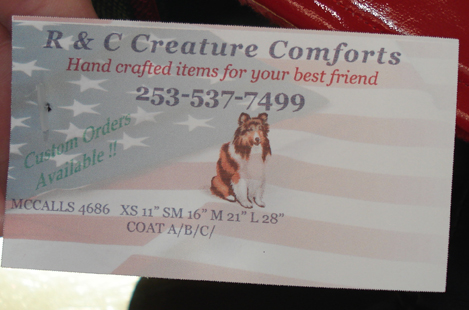 R & C Creature Comforts
Hand crafted items for your best friend
253-537-7499
Custom Orders
Available !!
MCCALLS 4686 XS 11" SM 16" M 21" L 28"
COAT A/B/C/